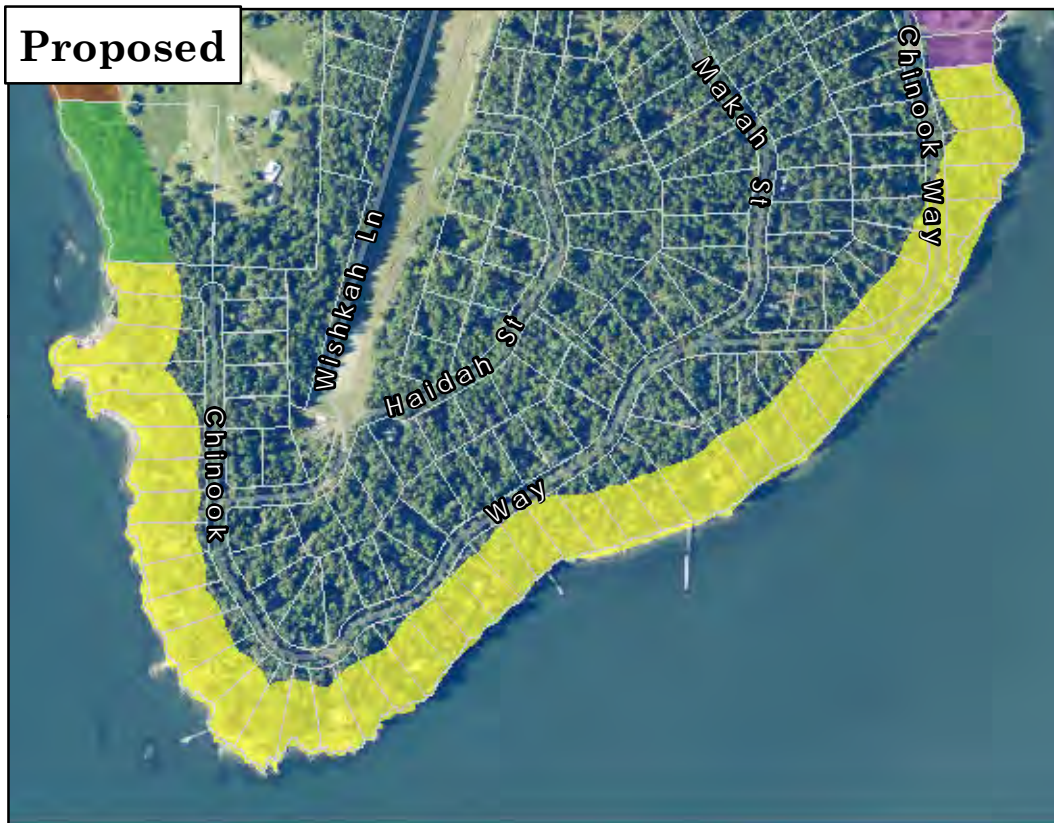 Proposed
Chinook Way
Makah St
Wishkah Ln
Haidah St
Chinook
Way